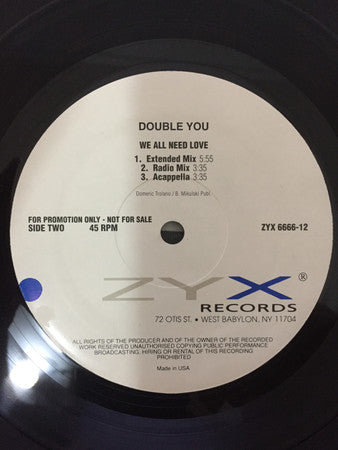 DOUBLE YOU
WE ALL NEED LOVE
1. Extended Mix 5:55
2. Radio Mix 3:35
3. Acappella 3:35
Domenic Troiano / B. Mikulski Publ.
FOR PROMOTION ONLY - NOT FOR SALE
SIDE TWO 45 RPM
ZYX 6666-12
ZYX ®
RECORDS
72 OTIS ST. • WEST BABYLON, NY 11704
ALL RIGHTS OF THE PRODUCER AND OF THE OWNER OF THE RECORDED
WORK RESERVED UNAUTHORISED COPYING PUBLIC PERFORMANCE
BROADCASTING, HIRING OR RENTAL OF THIS RECORDING
PROHIBITED
Made in USA